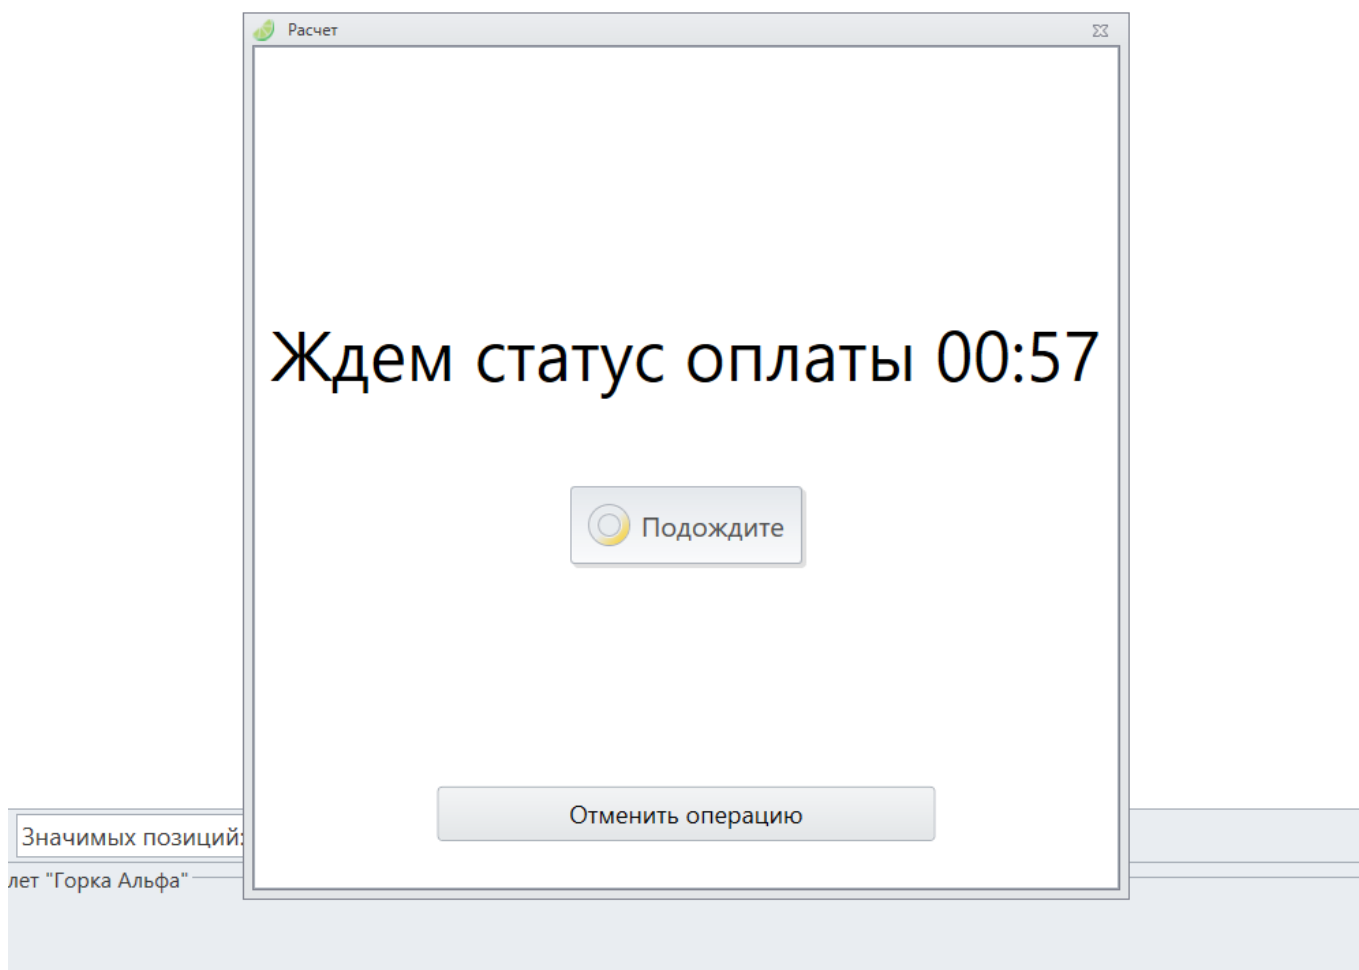 Расчет
Ждем статус оплаты 00:57
Подождите
Отменить операцию
Значимых позиций:
лет "Горка Альфа"